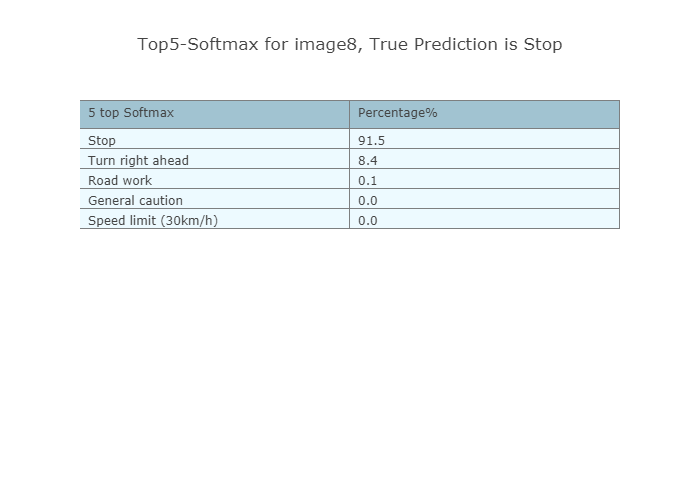 Top5-Softmax for image8, True Prediction is Stop
5 top Softmax Percentage%
Stop 91.5
Turn right ahead 8.4
Road work 0.1
General caution 0.0
Speed limit (30km/h) 0.0